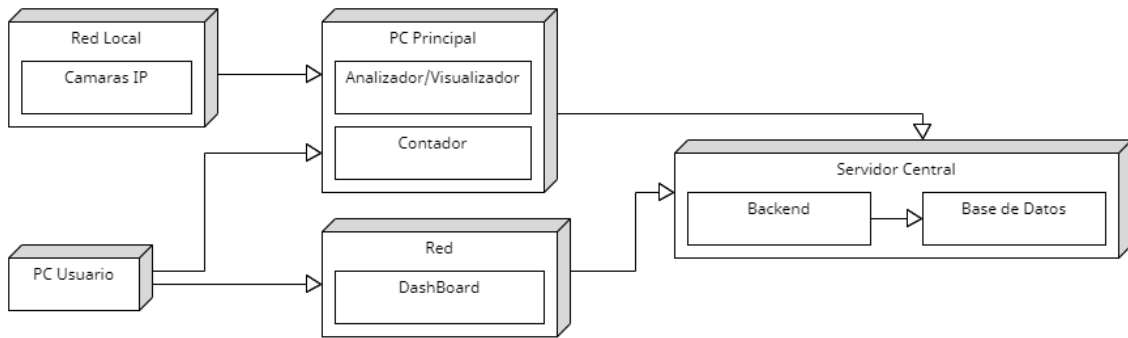 Red Local
Camaras IP
PC Principal
Analizador/Visualizador
Contador
Servidor Central
Backend
Base de Datos
PC Usuario
Red
DashBoard